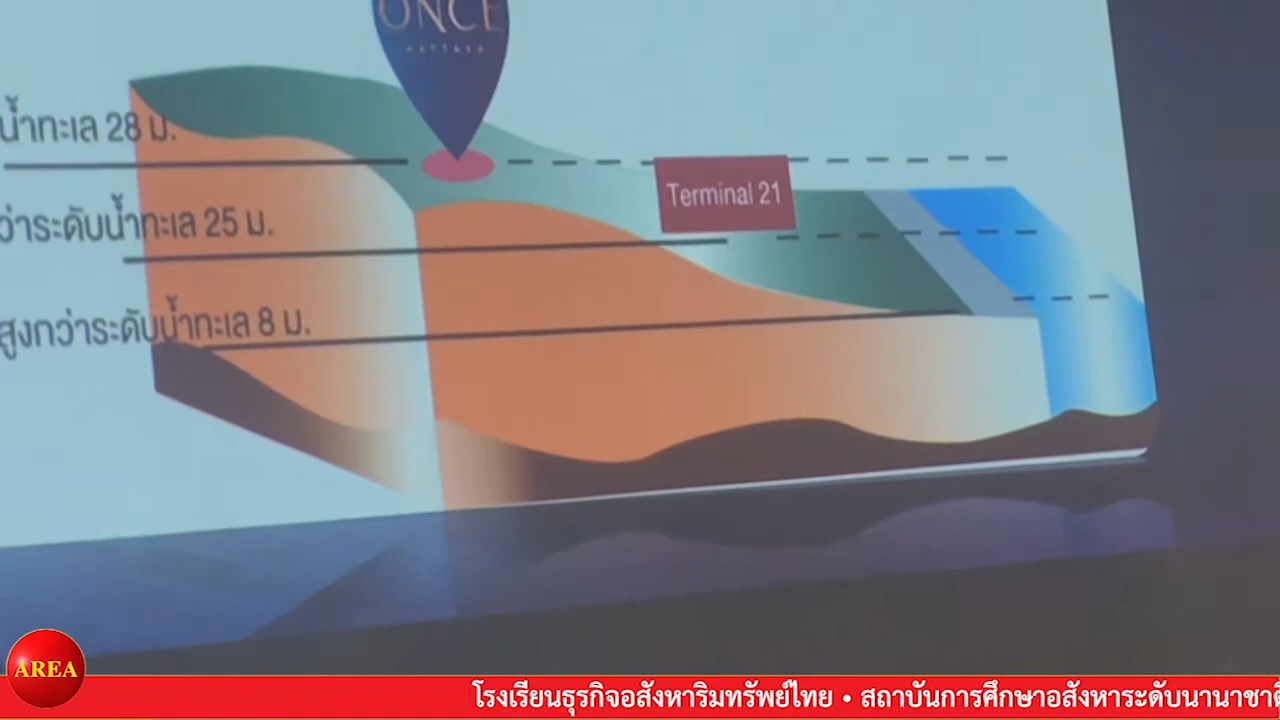 ONCE
PATTAYA
น้ำทะเล 28 ม.
Terminal 21
ว่าระดับน้ำทะเล 25 ม.
สูงกว่าระดับน้ำทะเล 8 ม.
AREA
โรงเรียนธุรกิจอสังหาริมทรัพย์ไทย • สถาบันการศึกษาอสังหาระดับนานาชาติ